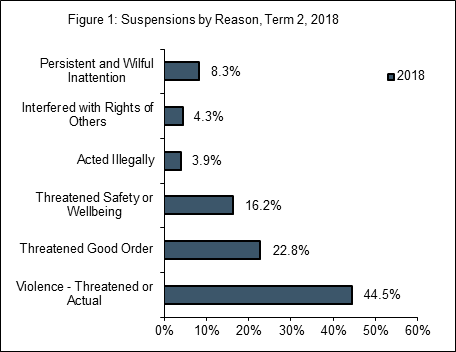 Figure 1: Suspensions by Reason, Term 2, 2018
Persistent and Wilful
Inattention
8.3%
2018
Interfered with Rights of
Others
4.3%
Acted Illegally
3.9%
Threatened Safety or
Wellbeing
16.2%
Threatened Good Order
22.8%
Violence - Threatened or
Actual
44.5%
0% 10% 20% 30% 40% 50% 60%